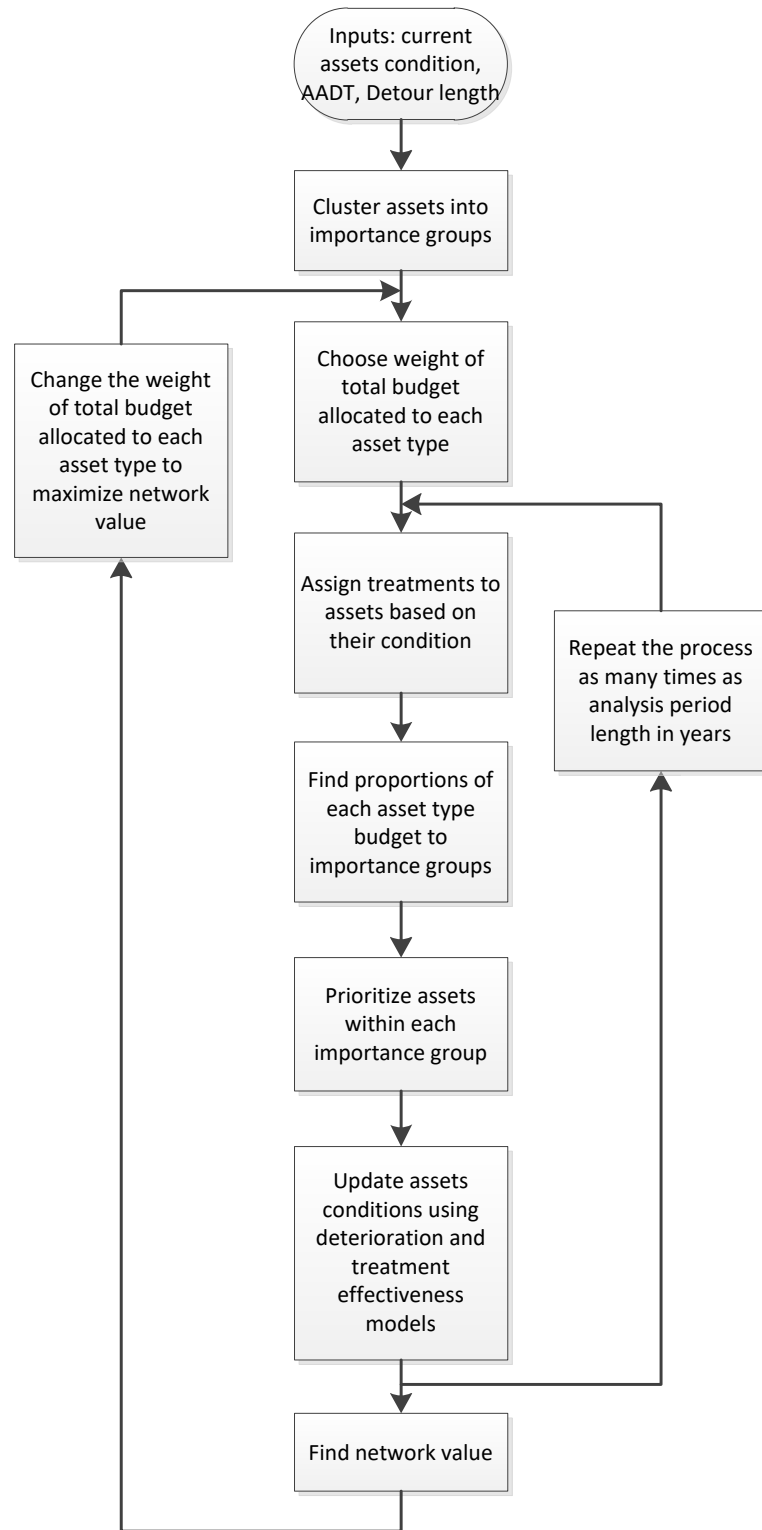 Inputs: current
assets condition,
AADT, Detour length
Cluster assets into
importance groups
Change the weight
of total budget
allocated to each
asset type to
maximize network
value
Choose weight of
total budget
allocated to each
asset type
Assign treatments to
assets based on
their condition
Repeat the process
as many times as
analysis period
length in years
Find proportions of
each asset type
budget to
importance groups
Prioritize assets
within each
importance group
Update assets
conditions using
deterioration and
treatment
effectiveness
models
Find network value